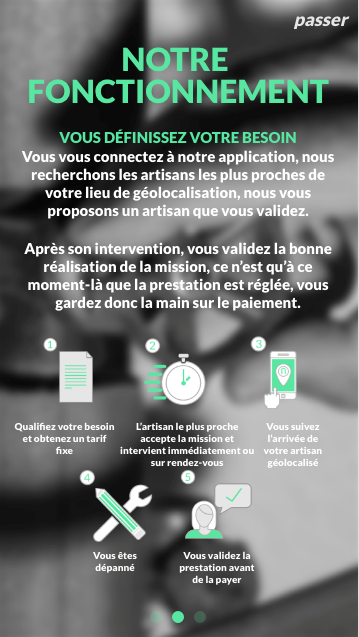 passer
NOTRE
FONCTIONNEMENT
VOUS DÉFINISSEZ VOTRE BESOIN
Vous vous connectez à notre application, nous
recherchons les artisans les plus proches de
votre lieu de géolocalisation, nous vous
proposons un artisan que vous validez.
Après son intervention, vous validez la bonne
réalisation de la mission, ce n'est qu'à ce
moment-là que la prestation est réglée, vous
gardez donc la main sur le paiement.
1
2
3
Qualifiez votre besoin
et obtenez un tarif
fixe
L'artisan le plus proche
accepte la mission et
intervient immédiatement ou
sur rendez-vous
Vous suivez
l'arrivée de
votre artisan
géolocalisé
4
5
Vous êtes
dépanné
Vous validez la
prestation avant
de la payer